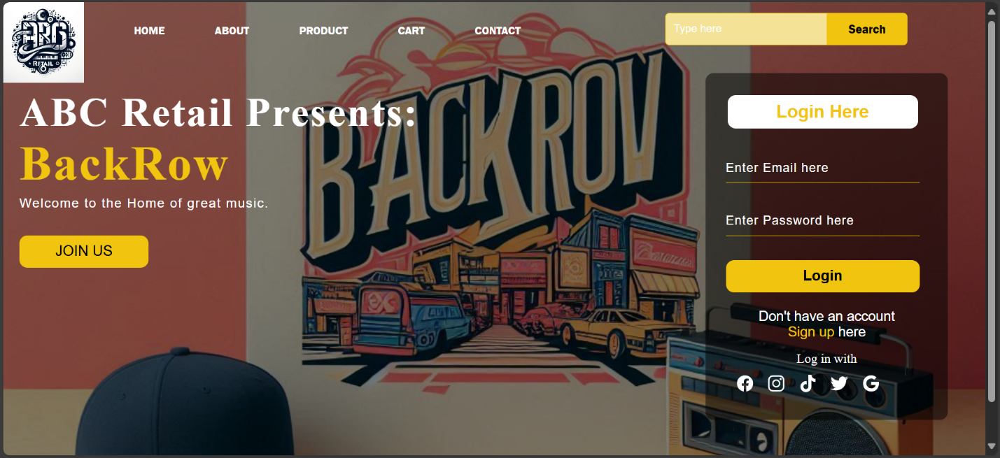 ABC
RETAIL
HOME
ABOUT
PRODUCT
CART
CONTACT
Type here
Search
ABC Retail Presents:
BackRow
Welcome to the Home of great music.
JOIN US
BACKROW
Login Here
Enter Email here
Enter Password here
Login
Don't have an account
Sign up here
Log in with